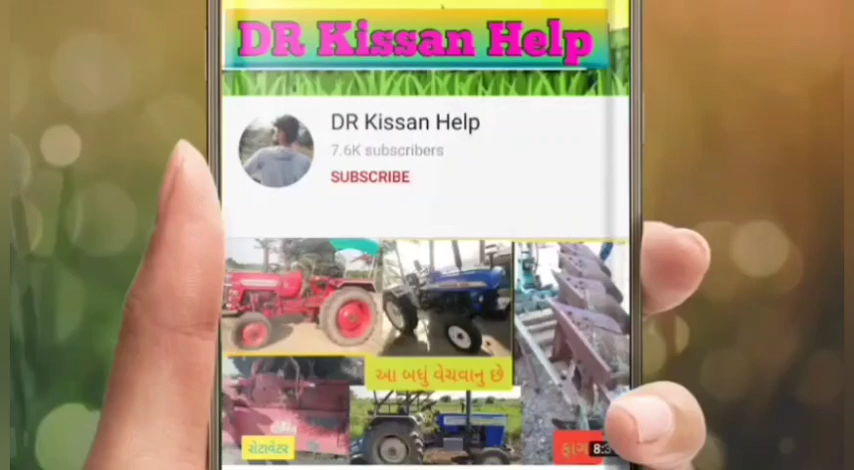 DR Kissan Help
DR Kissan Help
7.6K subscribers
SUBSCRIBE
આ બધું વેચવાનુ છે
રોટાવેટર